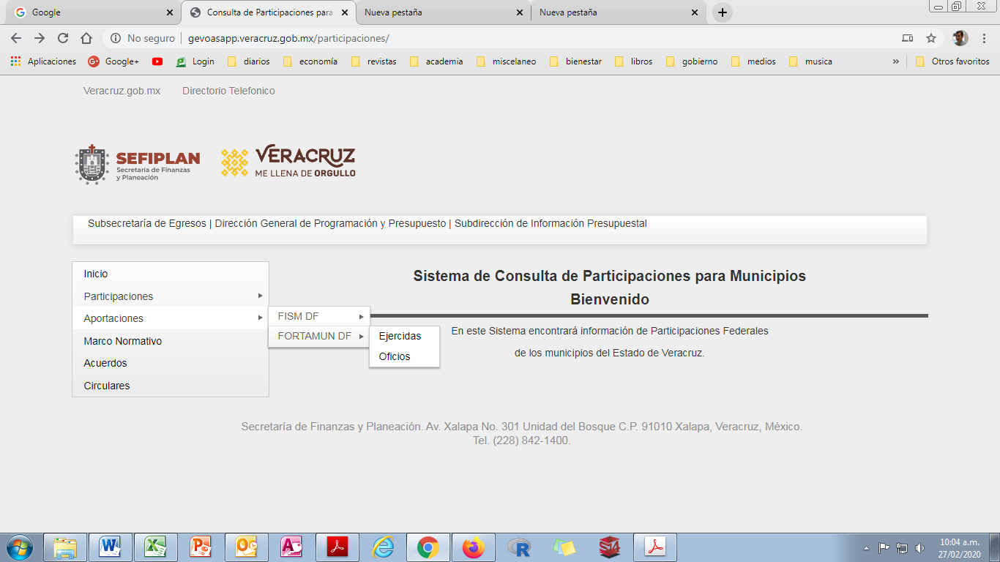 Google
Consulta de Participaciones para
Nueva pestaña
Nueva pestaña
No seguro
gevoasapp.veracruz.gob.mx/participaciones/
Aplicaciones
Google+
Login
diarios
economía
revistas
academia
miscelaneo
bienestar
libros
gobierno
medios
musica
»
Otros favoritos
Veracruz.gob.mx
Directorio Telefonico
SEFIPLAN
Secretaría de Finanzas
y Planeación
VERACRUZ
ME LLENA DE ORGULLO
Subsecretaría de Egresos | Dirección General de Programación y Presupuesto | Subdirección de Información Presupuestal
Inicio
Participaciones
Aportaciones
Marco Normativo
Acuerdos
Circulares
FISM DF
FORTAMUN DF
Ejercidas
Oficios
Sistema de Consulta de Participaciones para Municipios
Bienvenido
En este Sistema encontrará información de Participaciones Federales
de los municipios del Estado de Veracruz.
Secretaría de Finanzas y Planeación. Av. Xalapa No. 301 Unidad del Bosque C.P. 91010 Xalapa, Veracruz, México.
Tel. (228) 842-1400.
10:04 a.m.
27/02/2020